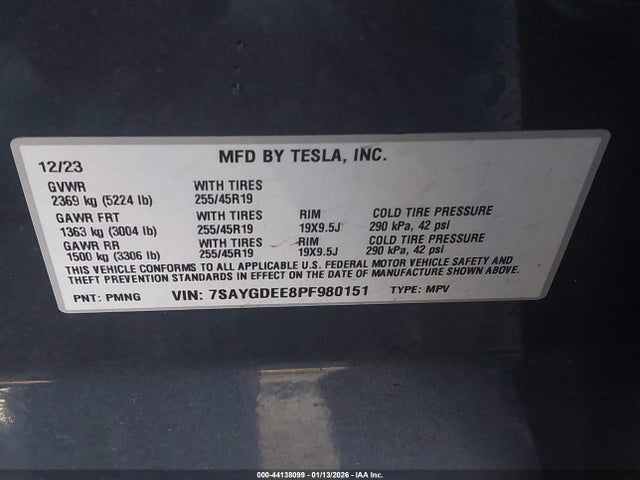 12/23 MFD BY TESLA, INC.
GVWR WITH TIRES
2369 kg (5224 lb) 255/45R19
GAWR FRT WITH TIRES RIM COLD TIRE PRESSURE
1363 kg (3004 lb) 255/45R19 19X9.5J 290 kPa, 42 psi
GAWR RR WITH TIRES RIM COLD TIRE PRESSURE
1500 kg (3306 lb) 255/45R19 19X9.5J 290 kPa, 42 psi
THIS VEHICLE CONFORMS TO ALL APPLICABLE U.S. FEDERAL MOTOR VEHICLE SAFETY AND
THEFT PREVENTION STANDARDS IN EFFECT ON THE DATE OF MANUFACTURE SHOWN ABOVE.
PNT: PMNG VIN: 7SAYGDEE8PF980151 TYPE: MPV
000-44138099 - 01/13/2026 - IAA Inc.